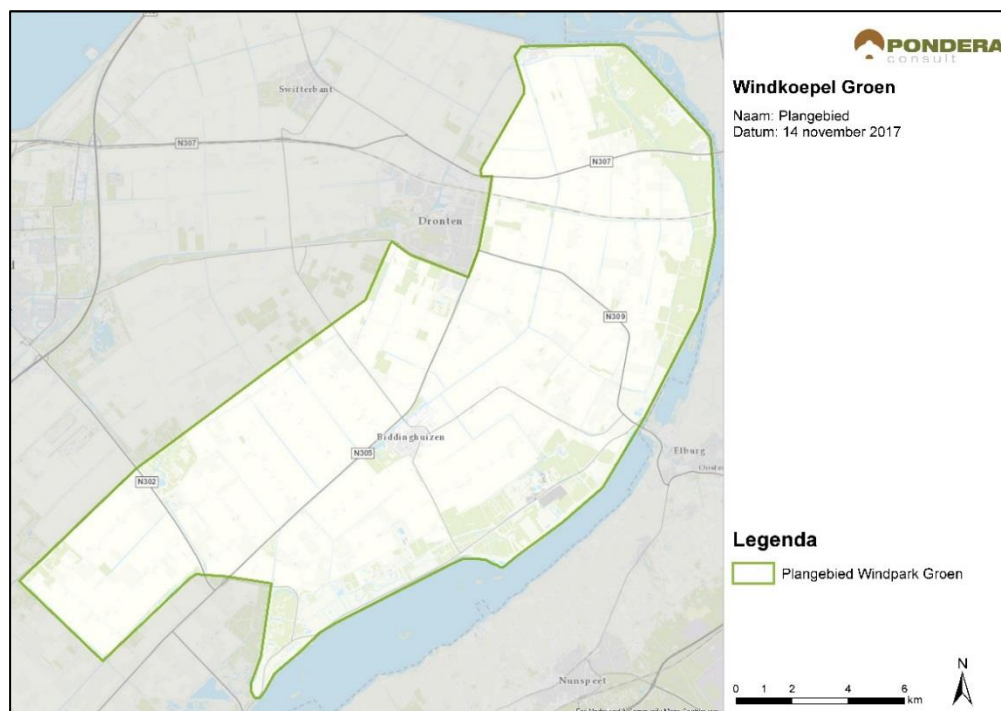 PONDERA
consult
Windkoepel Groen
Naam: Plangebied
Datum: 14 november 2017
Swifterbant
N307
N307
Dronten
N309
Biddinghuizen
N305
Elburg
N302
Nunspeet
Legenda
Plangebied Windpark Groen
N
0 1 2 4 6
km